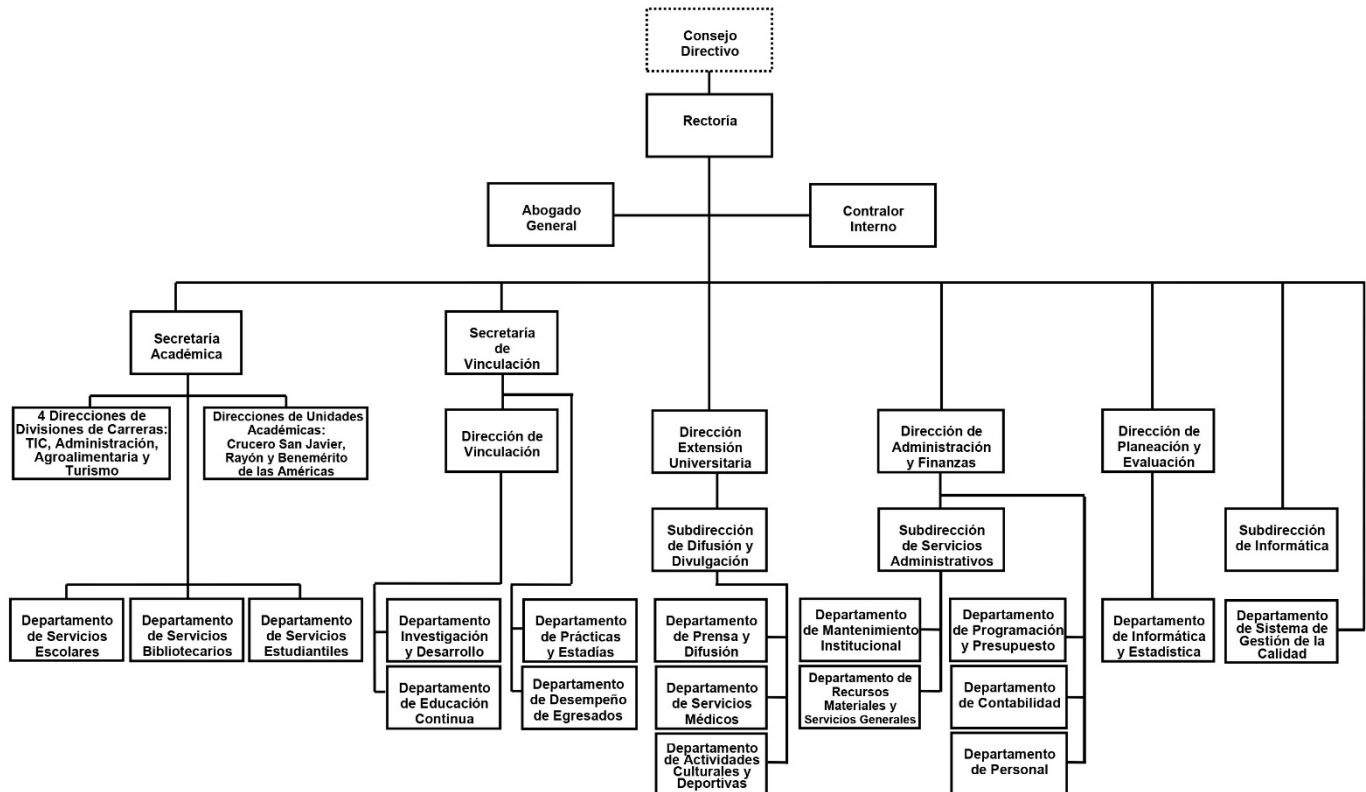 Consejo
Directivo
Rectoría
Abogado
General
Contralor
Interno
Secretaría
Académica
Secretaría
de
Vinculación
4 Direcciones de
Divisiones de Carreras:
TIC, Administración,
Agroalimentaria y
Turismo
Direcciones de Unidades
Académicas:
Crucero San Javier,
Rayón y Benemérito
de las Américas
Dirección de
Vinculación
Dirección
Extensión
Universitaria
Dirección de
Administración
y Finanzas
Dirección de
Planeación y
Evaluación
Subdirección
de Difusión y
Divulgación
Subdirección
de Servicios
Administrativos
Subdirección
de Informática
Departamento
de Servicios
Escolares
Departamento
de Servicios
Bibliotecarios
Departamento
de Servicios
Estudiantiles
Departamento
Investigación
y Desarrollo
Departamento
de Prácticas
y Estadías
Departamento
de Prensa y
Difusión
Departamento
de Mantenimiento
Institucional
Departamento
de Programación
y Presupuesto
Departamento
de Informática
y Estadística
Departamento
de Sistema de
Gestión de la
Calidad
Departamento
de Educación
Continua
Departamento
de Desempeño
de Egresados
Departamento
de Servicios
Médicos
Departamento de
Recursos
Materiales y
Servicios Generales
Departamento
de Contabilidad
Departamento
de Actividades
Culturales y
Deportivas
Departamento
de Personal